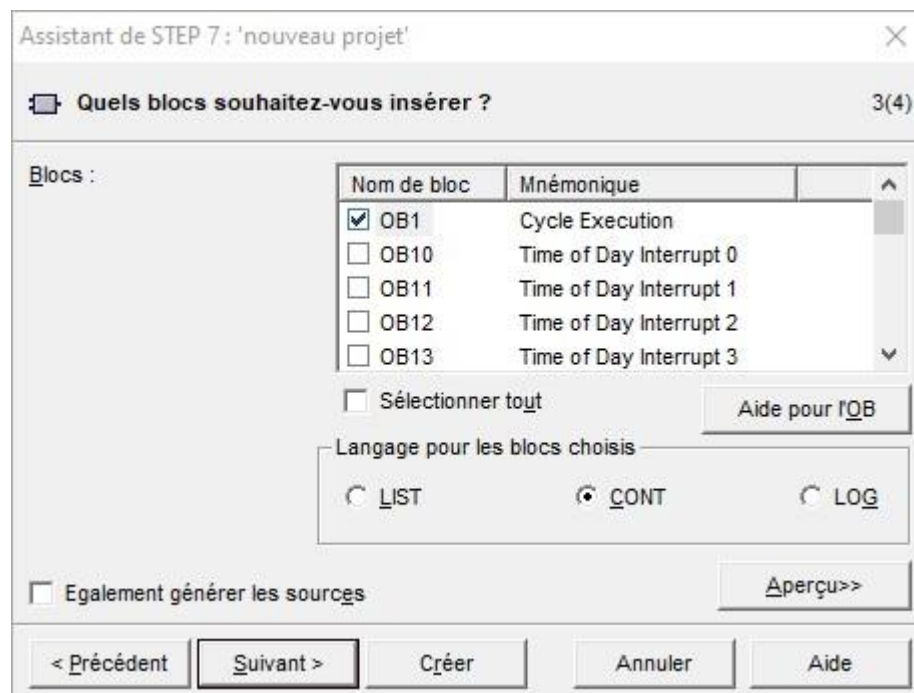 Assistant de STEP 7 : 'nouveau projet'
Quels blocs souhaitez-vous insérer ? 3(4)
Blocs :
Nom de bloc Mnémonique
OB1 Cycle Execution
OB10 Time of Day Interrupt 0
OB11 Time of Day Interrupt 1
OB12 Time of Day Interrupt 2
OB13 Time of Day Interrupt 3
Sélectionner tout
Aide pour l'OB
Langage pour les blocs choisis
LIST CONT LOG
Egalement générer les sources
Aperçu>>
< Précédent Suivant > Créer Annuler Aide